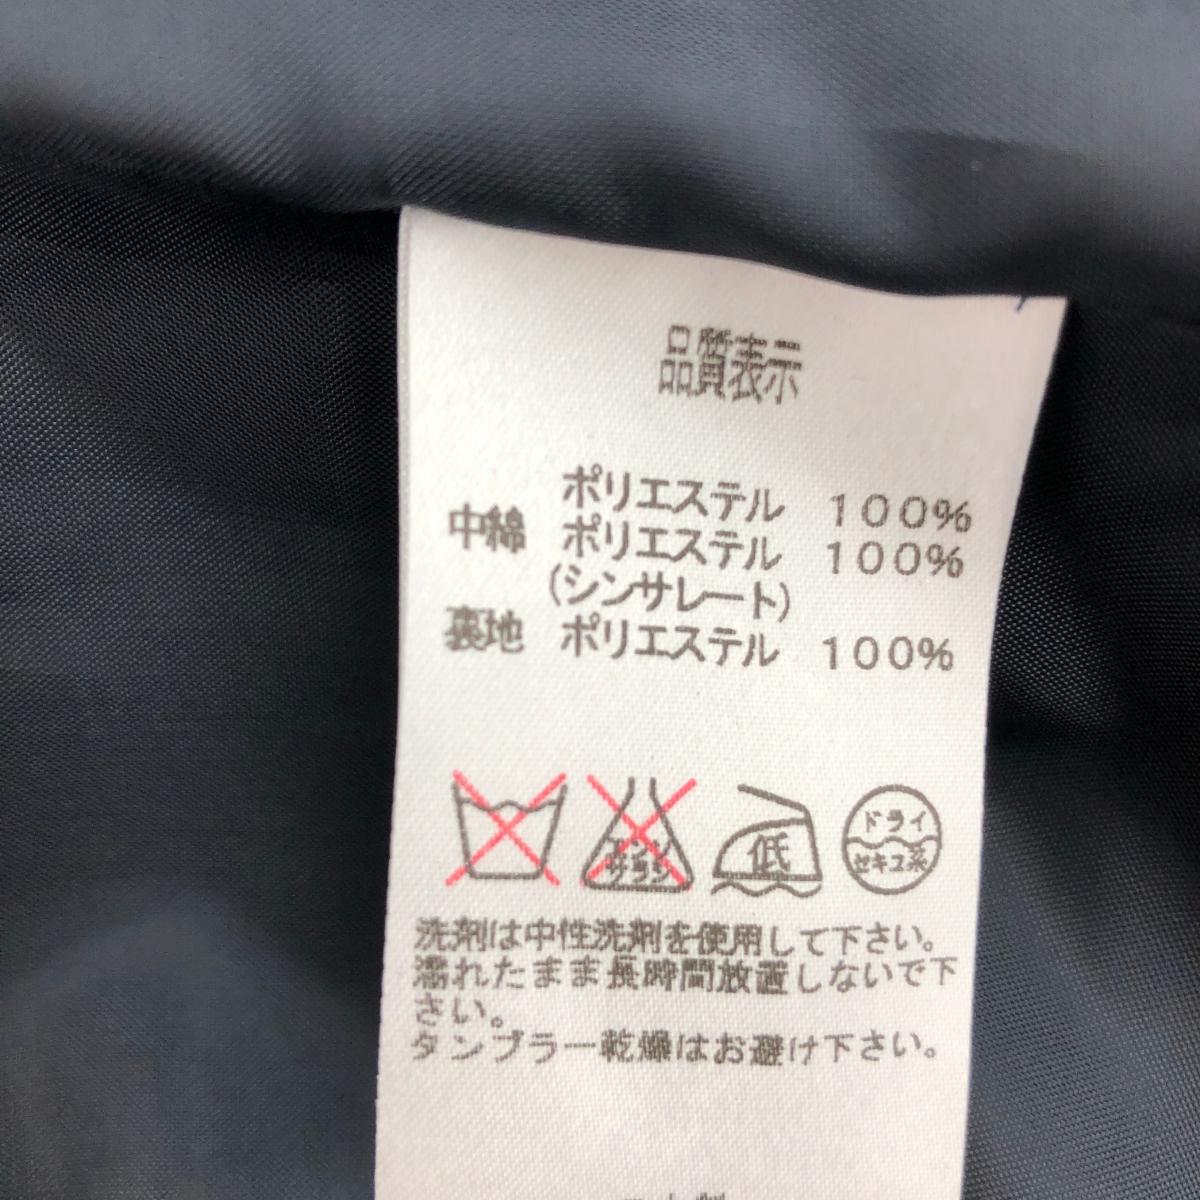 品質表示
ポリエステル 100%
中綿 ポリエステル 100%
(シンサレート)
裏地 ポリエステル 100%
エンソ
サラシ
低
ドライ
セキユ系
洗剤は中性洗剤を使用して下さい。
濡れたまま長時間放置しないで下
さい。
タンブラー乾燥はお避け下さい。